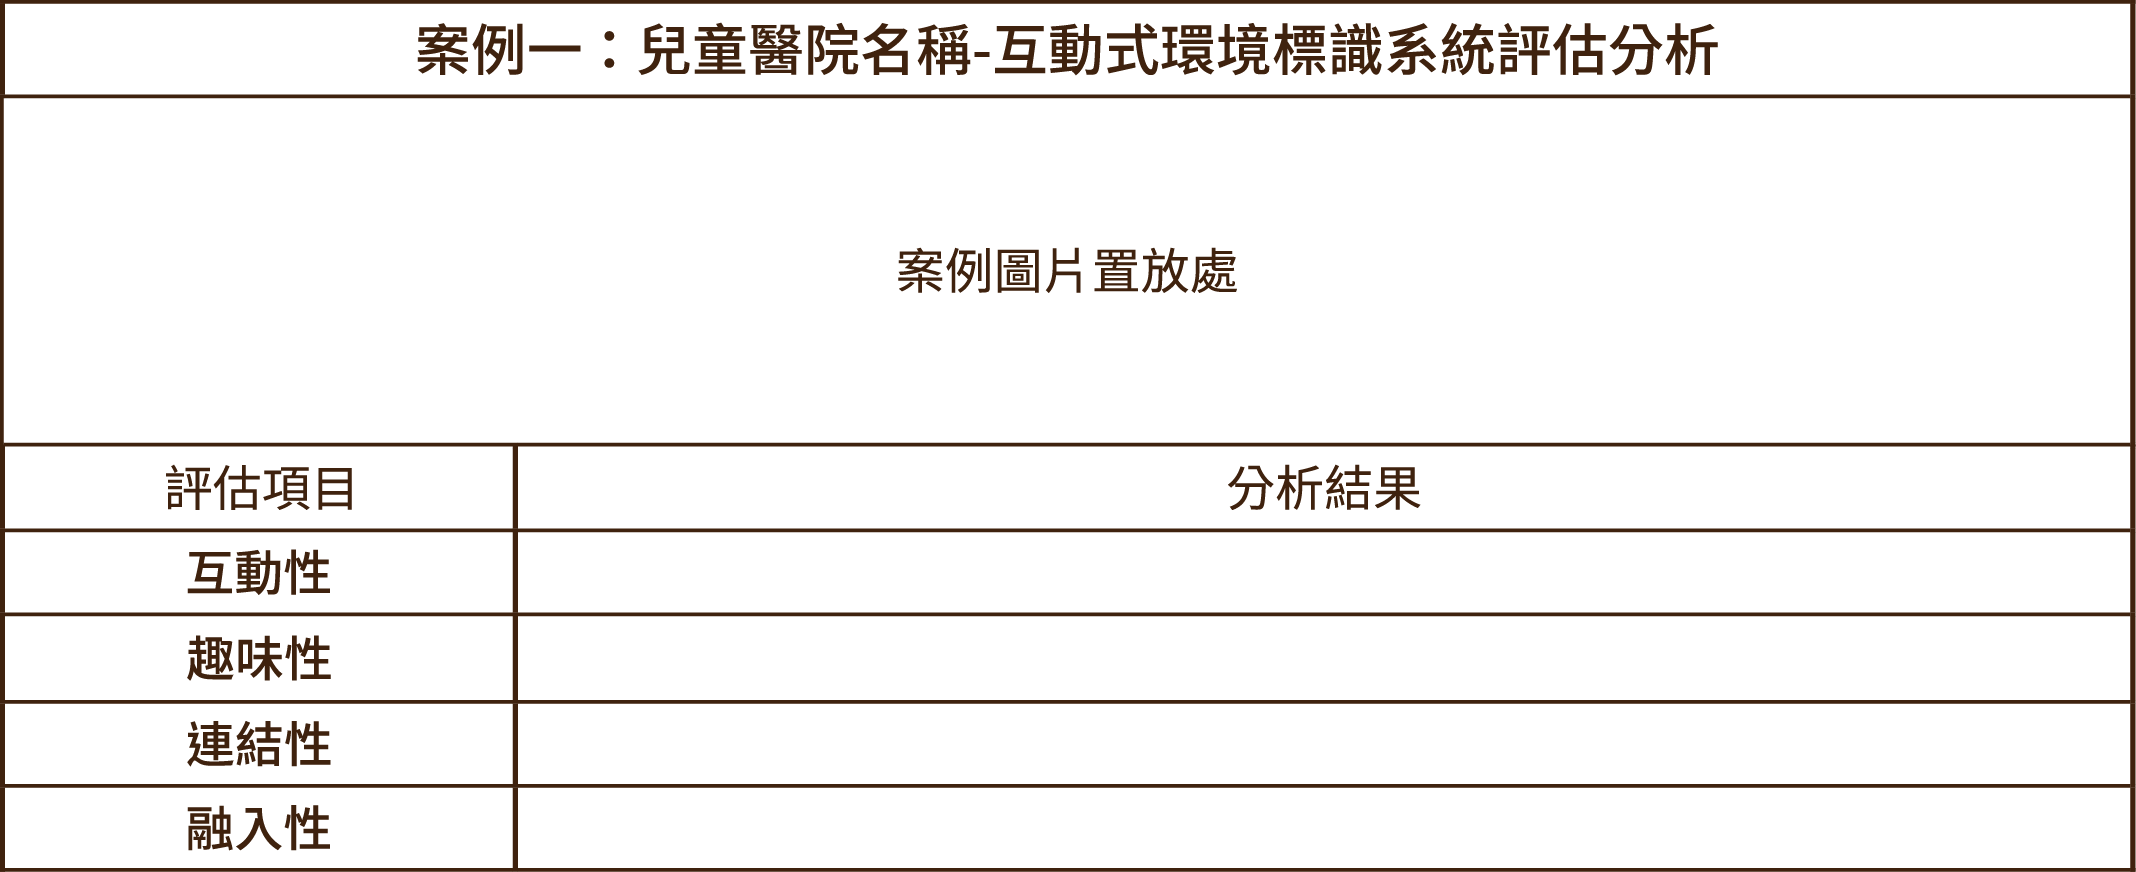 案例一：兒童醫院名稱-互動式環境標識系統評估分析
案例圖片置放處
評估項目 分析結果
互動性
趣味性
連結性
融入性